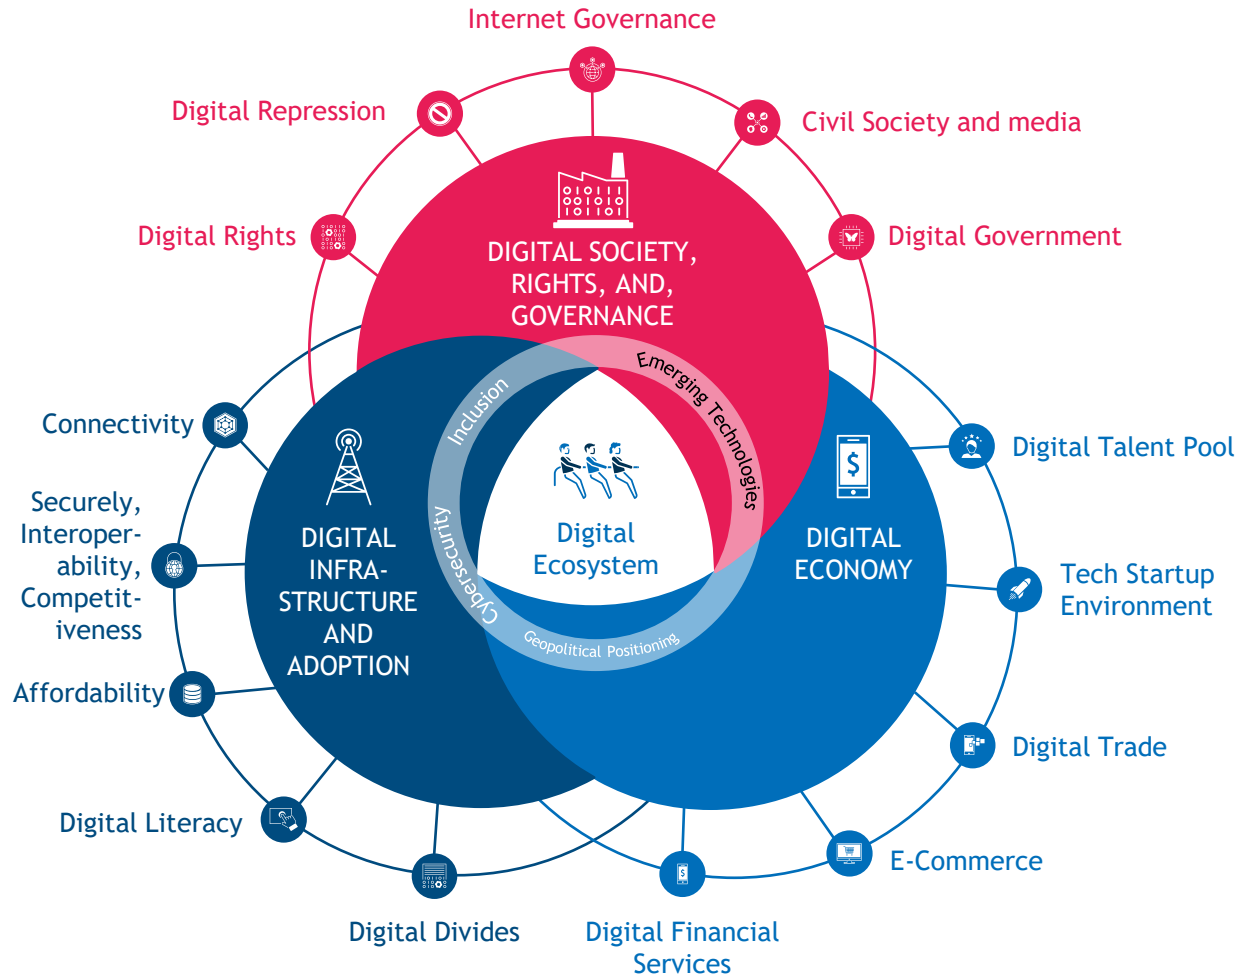 Internet Governance
Digital Repression
Civil Society and media
Digital Rights
Digital Government
DIGITAL SOCIETY,
RIGHTS, AND,
GOVERNANCE
Inclusion
Emerging Technologies
Cybersecurity
Geopolitical Positioning
Digital
Ecosystem
Connectivity
Securely,
Interoper-
ability,
Competit-
iveness
Affordability
Digital Literacy
Digital Divides
DIGITAL
INFRA-
STRUCTURE
AND
ADOPTION
$
DIGITAL
ECONOMY
Digital Talent Pool
Tech Startup
Environment
Digital Trade
E-Commerce
$
Digital Financial
Services